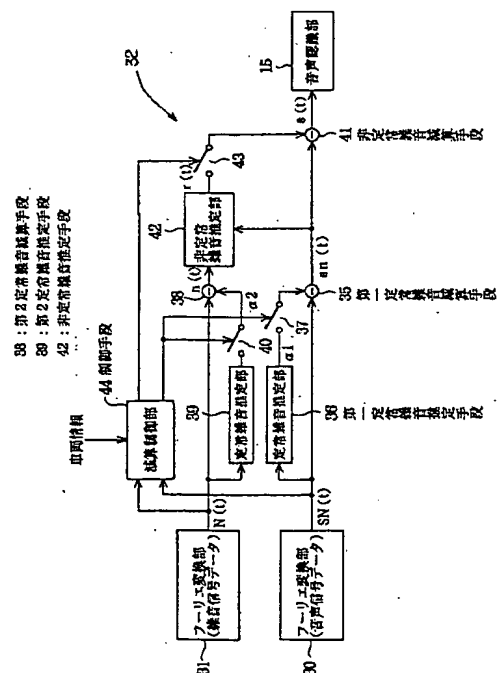 38：第2定常雑音減算手段
39：第2定常雑音推定手段
42：非定常雑音推定手段
32
車両情報
44 制御手段
減算制御部
フーリエ変換部
(雑音信号データ)
31
N(t)
定常雑音推定部
39
40
α2
38
n(t)
42
非定常
雑音推定部
r(t)
43
フーリエ変換部
(音声信号データ)
30
SN(t)
定常雑音推定部
36 第一定常雑音推定手段
α1
37
35 第一定常雑音減算手段
sn(t)
41 非定常雑音減算手段
s(t)
音声認識部
15